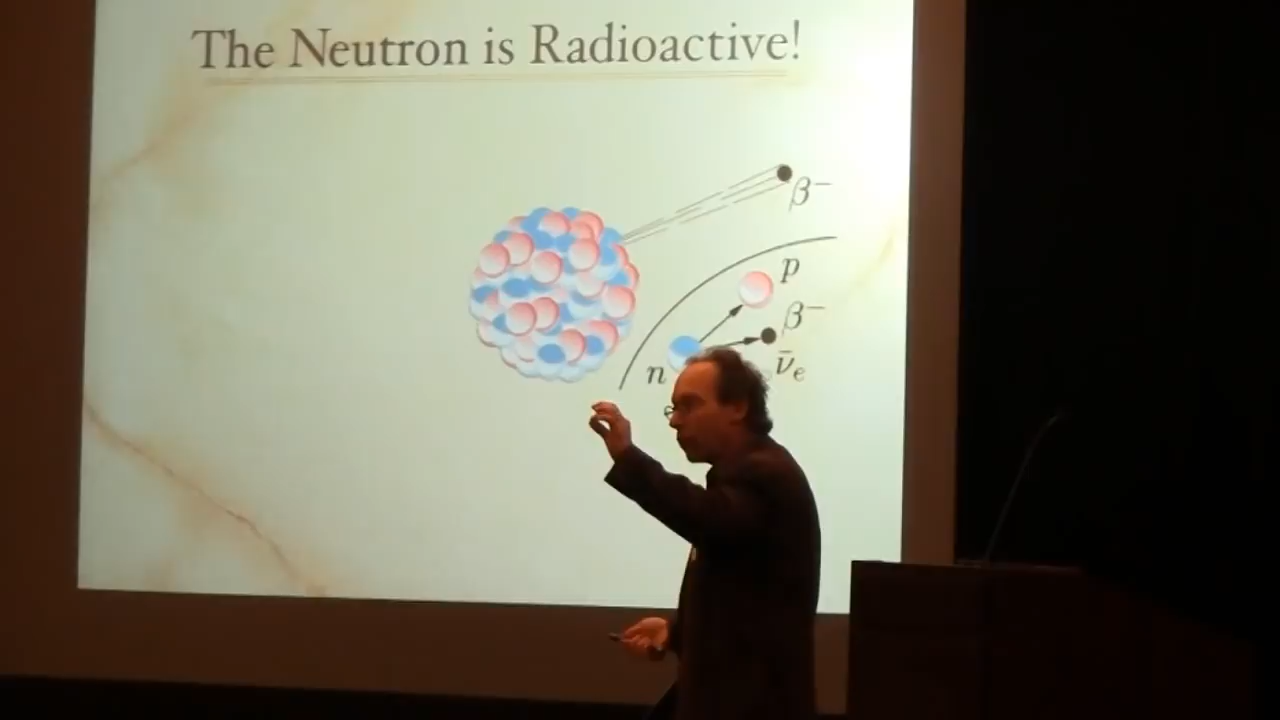 The Neutron is Radioactive!
β⁻
p
β⁻
n
ν̄ₑ